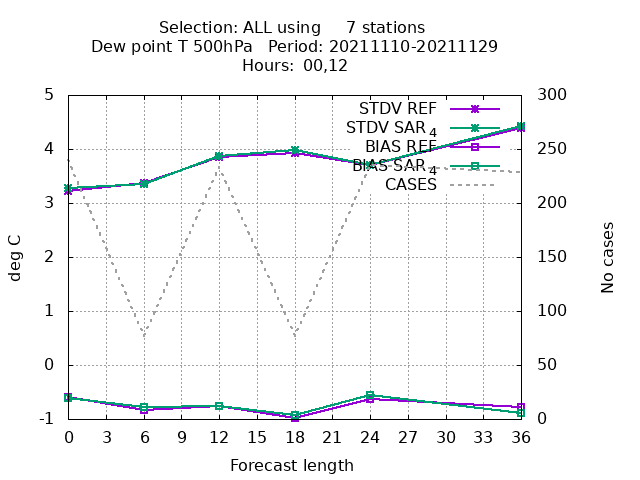 Selection: ALL using     7 stations
Dew point T 500hPa   Period: 20211110-20211129
Hours:  00,12
5
4
3
2
1
0
-1
300
250
200
150
100
50
0
STDV REF
STDV SAR 4
BIAS REF
BIAS SAR 4
CASES
deg C
No cases
0 3 6 9 12 15 18 21 24 27 30 33 36
Forecast length